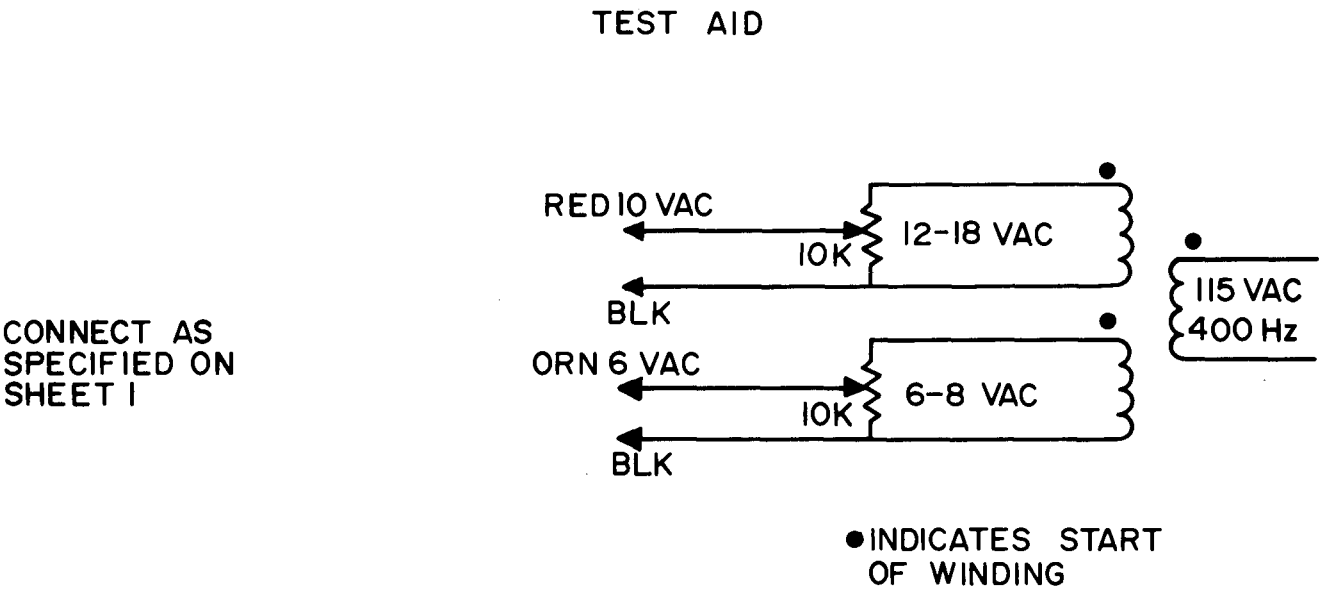 TEST AID
RED 10 VAC
10K
12-18 VAC
BLK
115 VAC
400 Hz
CONNECT AS
SPECIFIED ON
SHEET 1
ORN 6 VAC
10K
6-8 VAC
BLK
●INDICATES START
OF WINDING